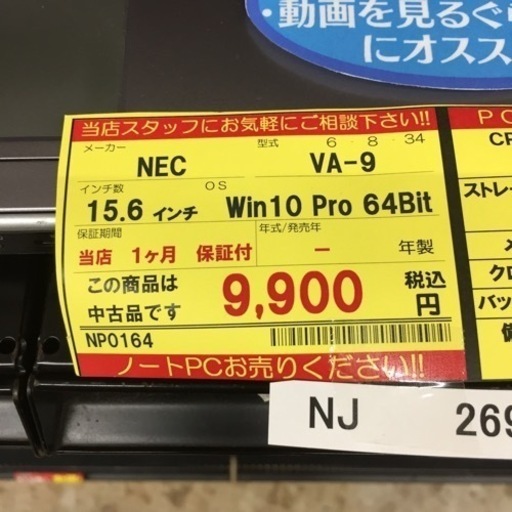 ・動画を見るぐ
にオスス
当店スタッフにお気軽にご相談下さい!!
メーカー 型式 6・8・34
NEC VA-9
インチ数 OS
15.6 インチ Win10 Pro 64Bit
保証期間 年式/発売年
当店 1ヶ月 保証付 － 年製
この商品は
中古品です
9,900 税込
円
NP0164
ノートPCお売りください!!
PC
CP
ストレー
メ
クロ
バッ
備
NJ 269